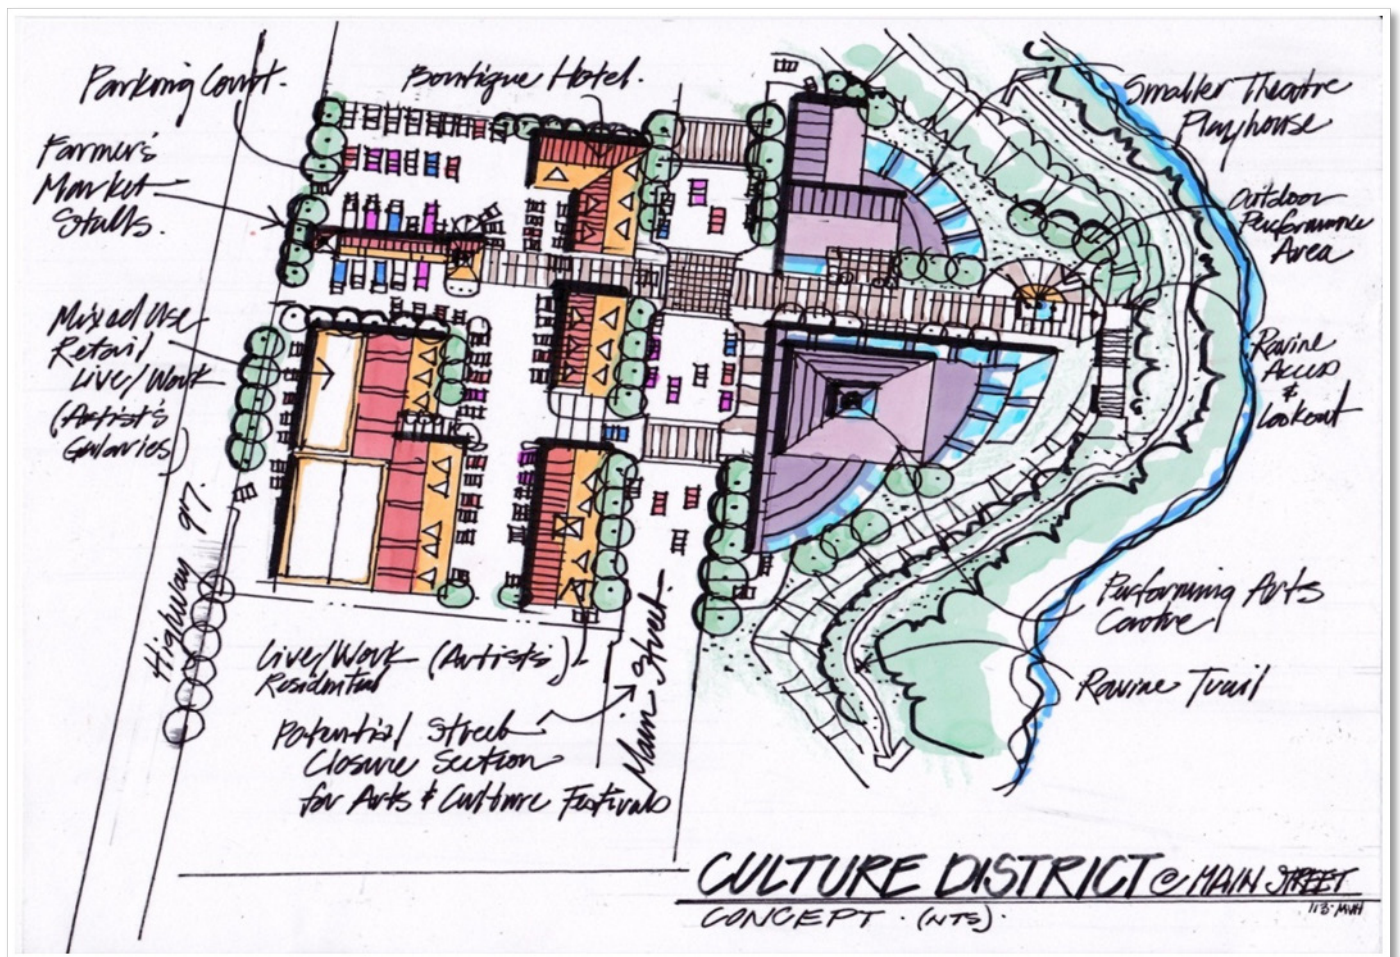 Parking Court.
Boutique Hotel.
Smaller Theatre
Playhouse
Farmer's
Market
Stalls.
Outdoor
Performance
Area
Mixed Use
Retail
Live/Work
(Artist's
Galaries)
Ravine
Access
&
Lookout
Highway 97.
Performing Arts
Centre
Live/Work (Artists).
Residential
Ravine Trail
Main Street
Potential Street
Closure Section
for Arts & Culture Festivals
CULTURE DISTRICT @ MAIN STREET
CONCEPT . (NTS).